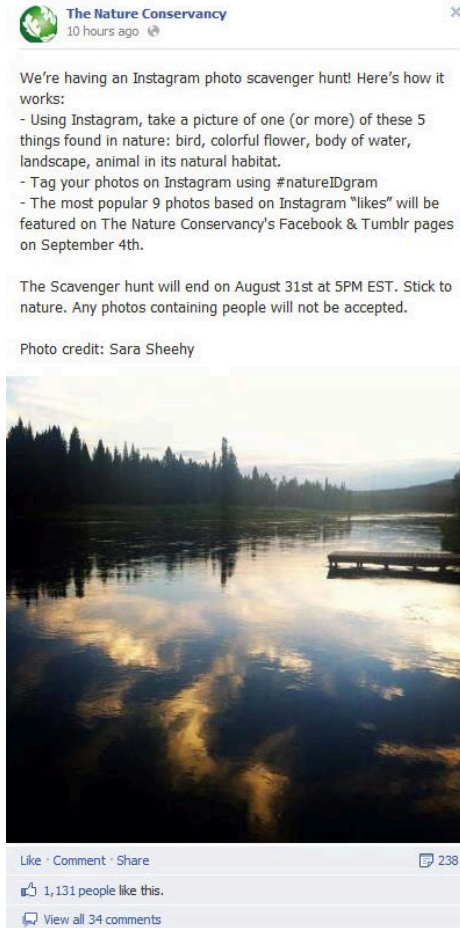 The Nature Conservancy
10 hours ago
We're having an Instagram photo scavenger hunt! Here's how it
works:
- Using Instagram, take a picture of one (or more) of these 5
things found in nature: bird, colorful flower, body of water,
landscape, animal in its natural habitat.
- Tag your photos on Instagram using #natureIDgram
- The most popular 9 photos based on Instagram “likes” will be
featured on The Nature Conservancy's Facebook & Tumblr pages
on September 4th.
The Scavenger hunt will end on August 31st at 5PM EST. Stick to
nature. Any photos containing people will not be accepted.
Photo credit: Sara Sheehy
Like · Comment · Share 238
1,131 people like this.
View all 34 comments